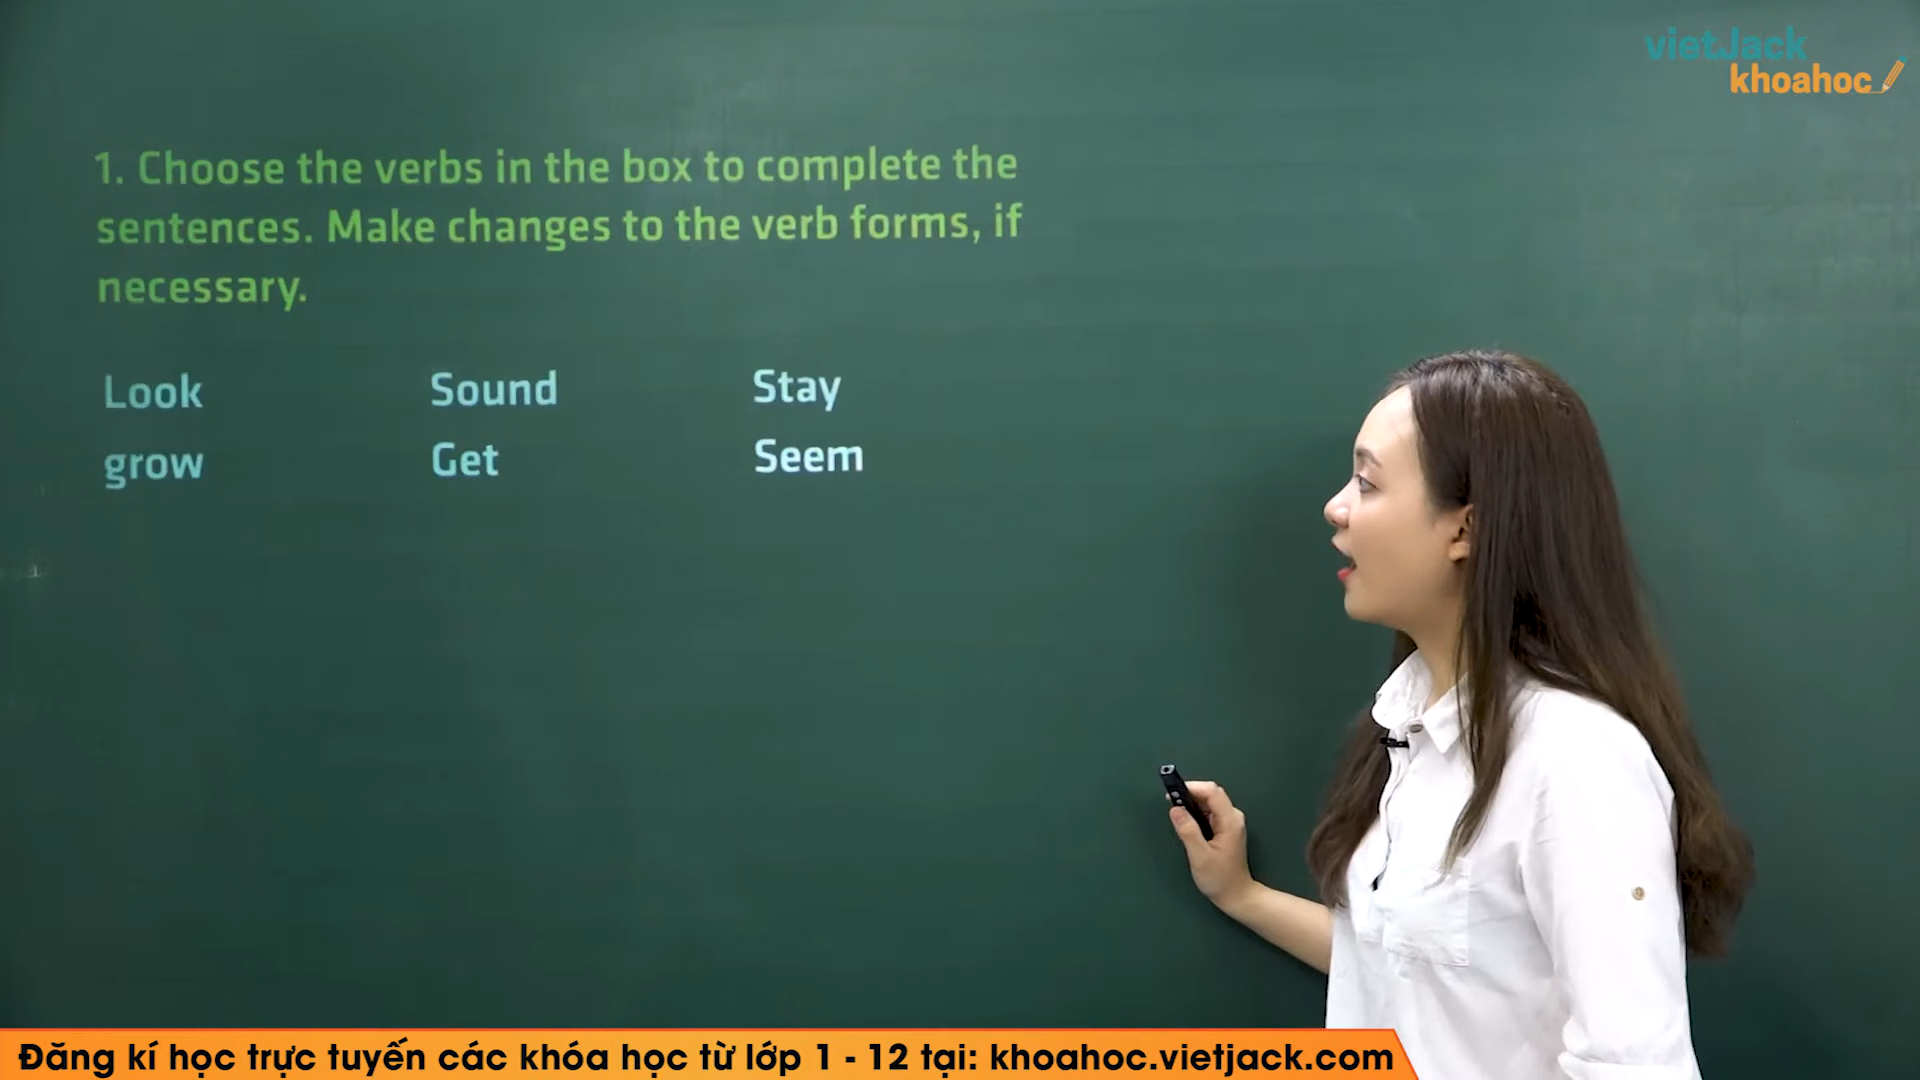 vietJack
khoahoc
1. Choose the verbs in the box to complete the
sentences. Make changes to the verb forms, if
necessary.
Look Sound Stay
grow Get Seem
Đăng kí học trực tuyến các khóa học từ lớp 1 - 12 tại: khoahoc.vietjack.com